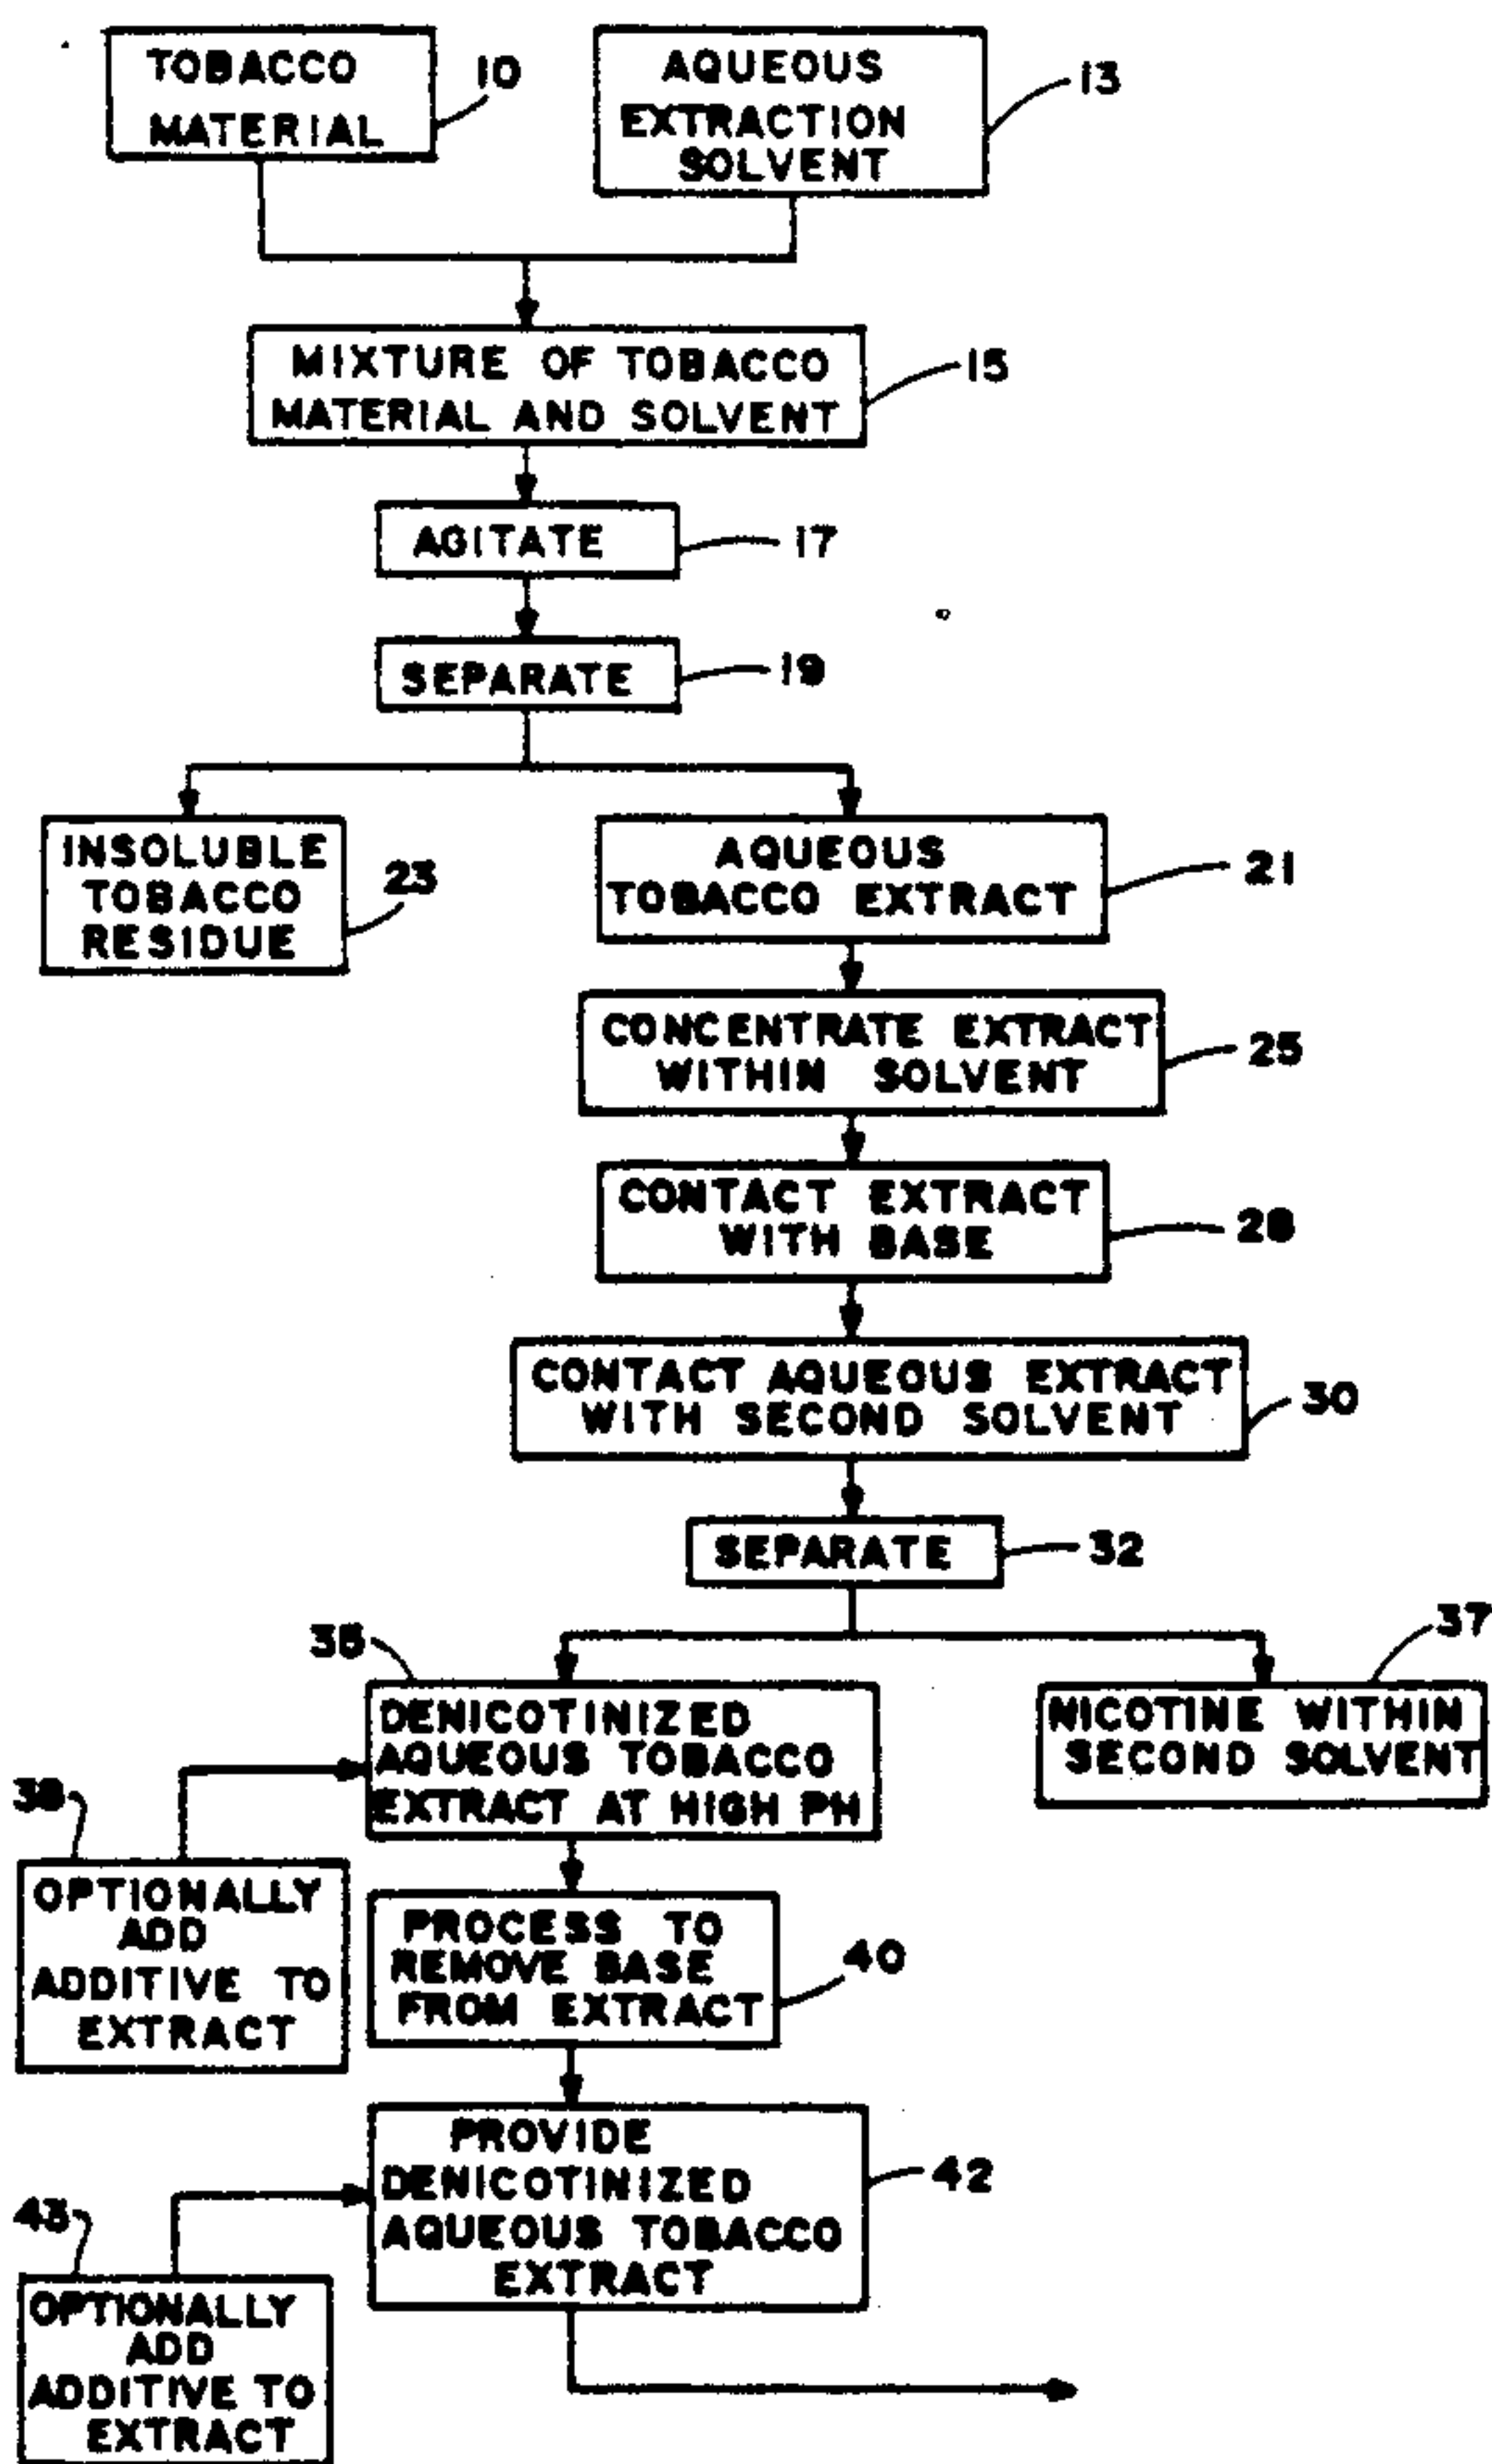 TOBACCO
MATERIAL
10
AQUEOUS
EXTRACTION
SOLVENT
13
MIXTURE OF TOBACCO
MATERIAL AND SOLVENT
15
AGITATE
17
SEPARATE
19
INSOLUBLE
TOBACCO
RESIDUE
23
AQUEOUS
TOBACCO EXTRACT
21
CONCENTRATE EXTRACT
WITHIN SOLVENT
25
CONTACT EXTRACT
WITH BASE
28
CONTACT AQUEOUS EXTRACT
WITH SECOND SOLVENT
30
SEPARATE
32
35
DENICOTINIZED
AQUEOUS TOBACCO
EXTRACT AT HIGH PH
37
NICOTINE WITHIN
SECOND SOLVENT
38
OPTIONALLY
ADD
ADDITIVE TO
EXTRACT
PROCESS TO
REMOVE BASE
FROM EXTRACT
40
PROVIDE
DENICOTINIZED
AQUEOUS TOBACCO
EXTRACT
42
43
OPTIONALLY
ADD
ADDITIVE TO
EXTRACT